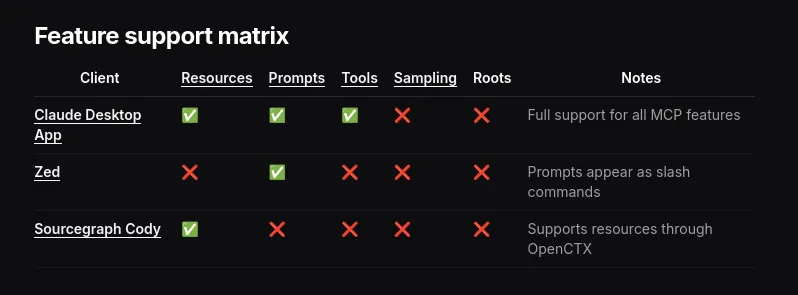 Feature support matrix
Client Resources Prompts Tools Sampling Roots Notes
Claude Desktop App ✅ ✅ ✅ ❌ ❌ Full support for all MCP features
Zed ❌ ✅ ❌ ❌ ❌ Prompts appear as slash commands
Sourcegraph Cody ✅ ❌ ❌ ❌ ❌ Supports resources through OpenCTX